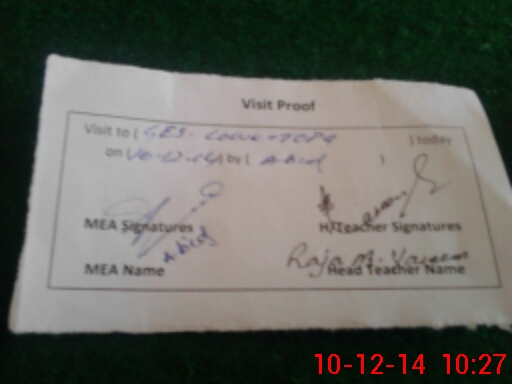 Visit Proof
Visit to ( GES- ) today
on (10-12-14) by ( Abid )
MEA Signatures H/Teacher Signatures
Abid
Raja M.
MEA Name Head Teacher Name
10-12-14 10:27